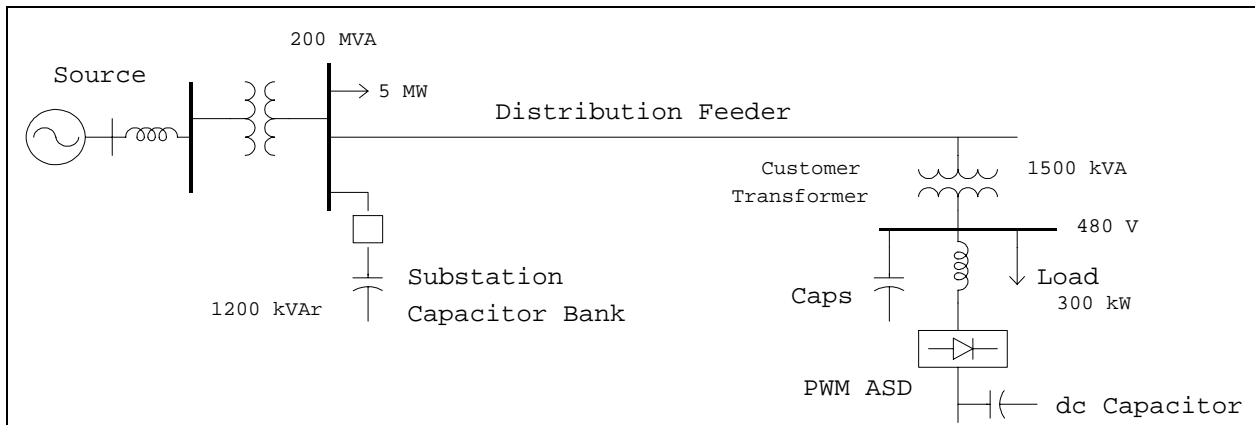 200 MVA
Source
5 MW
Distribution Feeder
Customer
Transformer
1500 kVA
480 V
Substation
Capacitor Bank
1200 kVAr
Caps
Load
300 kW
PWM ASD
dc Capacitor